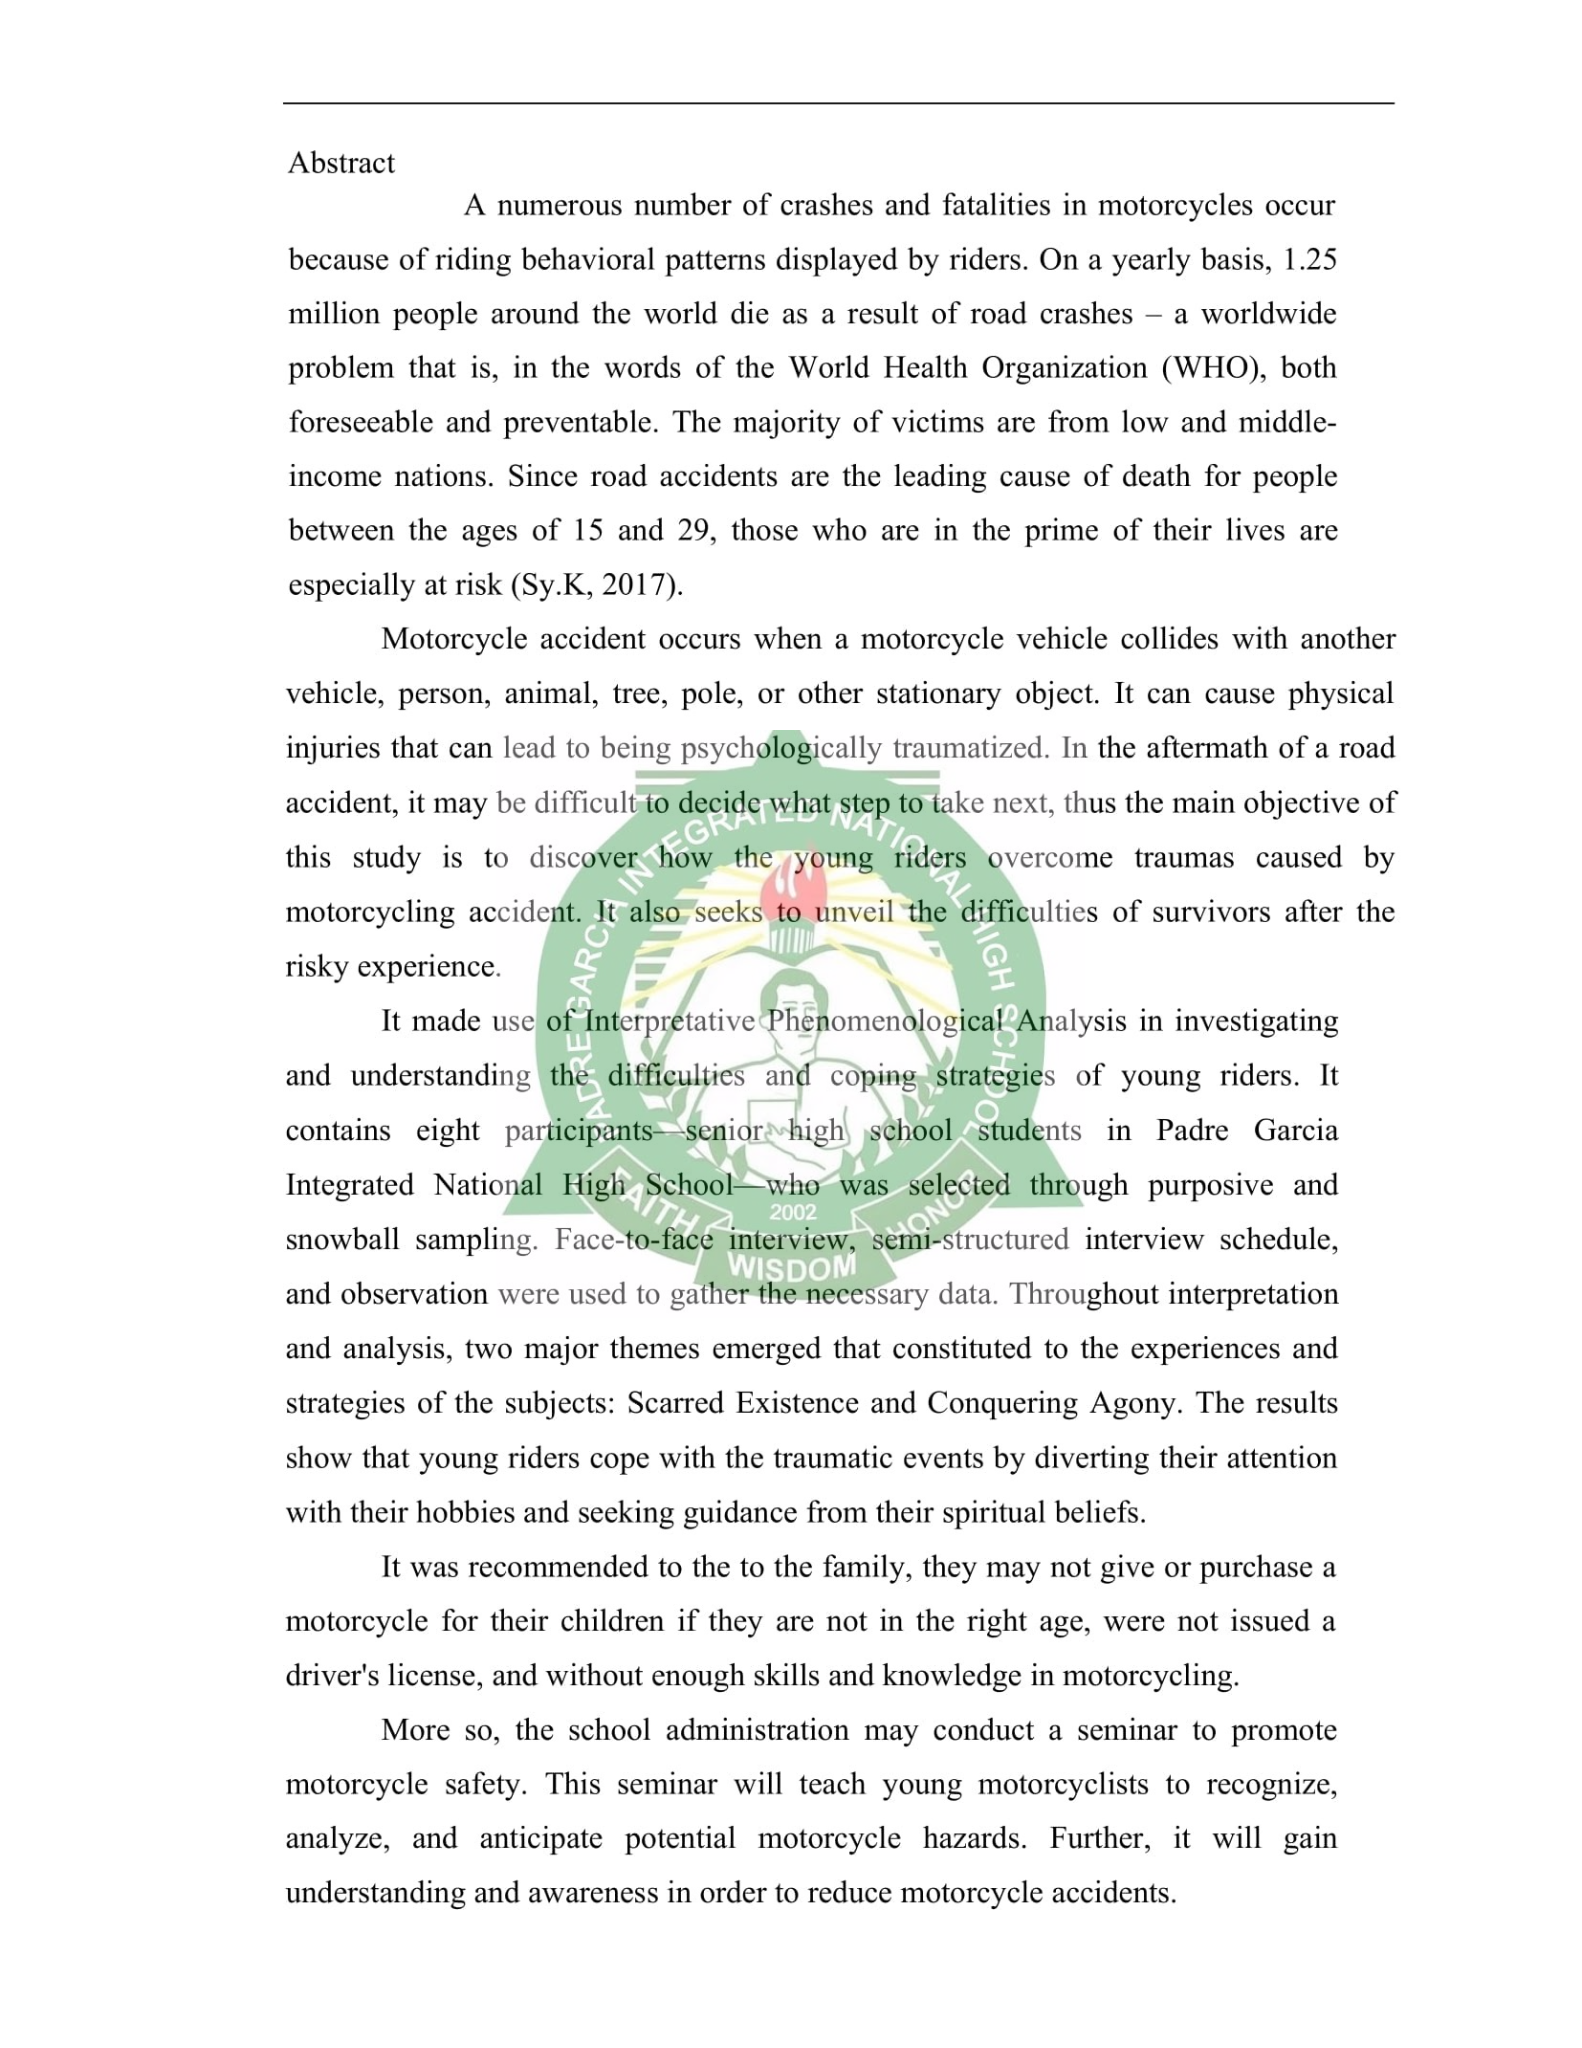 Abstract
A numerous number of crashes and fatalities in motorcycles occur
because of riding behavioral patterns displayed by riders. On a yearly basis, 1.25
million people around the world die as a result of road crashes – a worldwide
problem that is, in the words of the World Health Organization (WHO), both
foreseeable and preventable. The majority of victims are from low and middle-
income nations. Since road accidents are the leading cause of death for people
between the ages of 15 and 29, those who are in the prime of their lives are
especially at risk (Sy.K, 2017).
Motorcycle accident occurs when a motorcycle vehicle collides with another
vehicle, person, animal, tree, pole, or other stationary object. It can cause physical
injuries that can lead to being psychologically traumatized. In the aftermath of a road
accident, it may be difficult to decide what step to take next, thus the main objective of
this study is to discover how the young riders overcome traumas caused by
motorcycling accident. It also seeks to unveil the difficulties of survivors after the
risky experience.
It made use of Interpretative Phenomenological Analysis in investigating
and understanding the difficulties and coping strategies of young riders. It
contains eight participants—senior high school students in Padre Garcia
Integrated National High School—who was selected through purposive and
snowball sampling. Face-to-face interview, semi-structured interview schedule,
and observation were used to gather the necessary data. Throughout interpretation
and analysis, two major themes emerged that constituted to the experiences and
strategies of the subjects: Scarred Existence and Conquering Agony. The results
show that young riders cope with the traumatic events by diverting their attention
with their hobbies and seeking guidance from their spiritual beliefs.
It was recommended to the to the family, they may not give or purchase a
motorcycle for their children if they are not in the right age, were not issued a
driver's license, and without enough skills and knowledge in motorcycling.
More so, the school administration may conduct a seminar to promote
motorcycle safety. This seminar will teach young motorcyclists to recognize,
analyze, and anticipate potential motorcycle hazards. Further, it will gain
understanding and awareness in order to reduce motorcycle accidents.
PADRE GARCIA INTEGRATED NATIONAL HIGH SCHOOL
2002
FAITH
WISDOM
HONOR